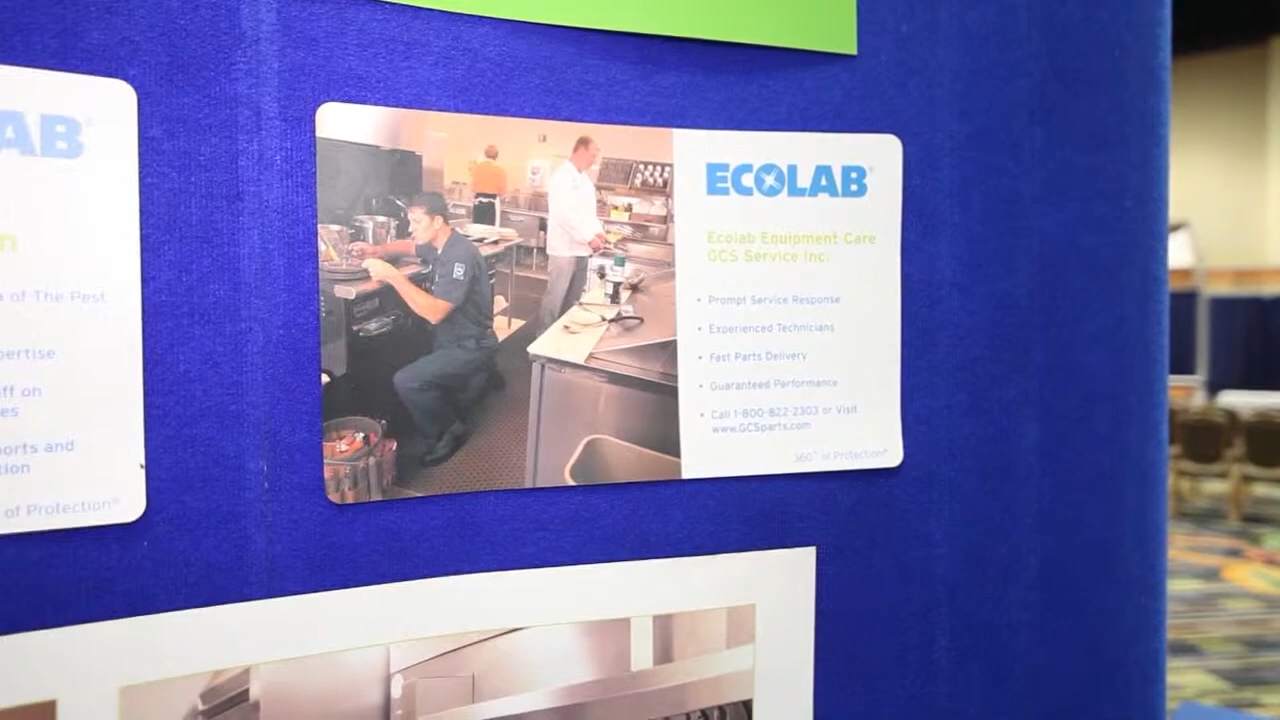 AB
n
of The Pest
pertise
ff on
es
ports and
tion
of Protection®
ECOLAB®
Ecolab Equipment Care
GCS Service Inc.
• Prompt Service Response
• Experienced Technicians
• Fast Parts Delivery
• Guaranteed Performance
• Call 1-800-822-2303 or Visit
www.GCSparts.com
360° of Protection®